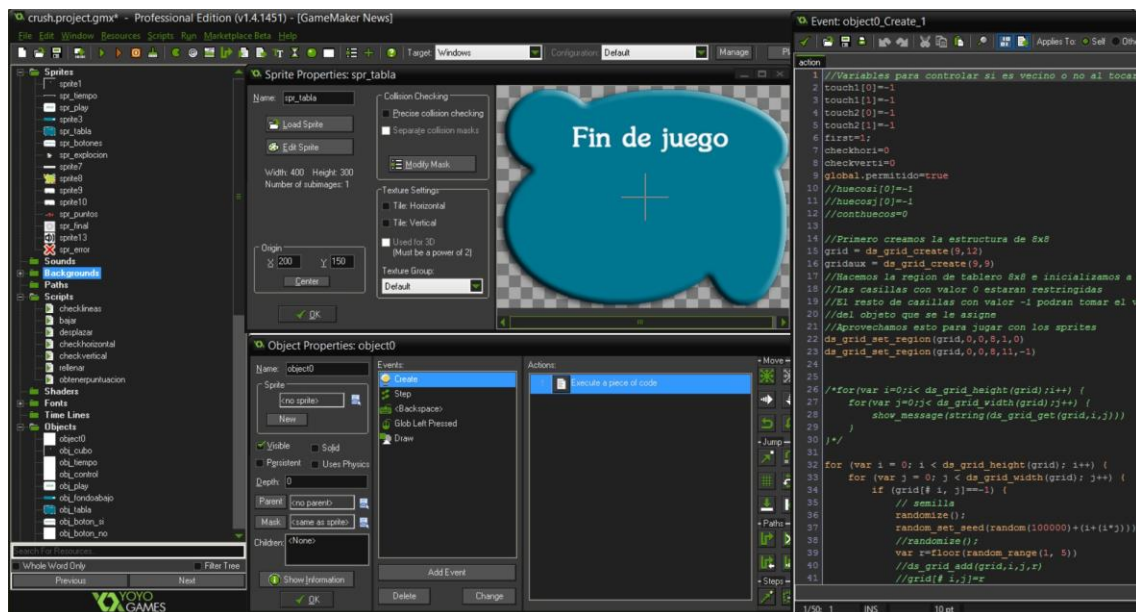 crush.project.gmx* - Professional Edition (v1.4.1451) - [GameMaker News]
File Edit Window Resources Scripts Run Marketplace Beta Help
Target: Windows
Configuration: Default
Manage
Sprites
sprite1
spr_tiempo
spr_play
sprite3
spr_tabla
spr_botones
spr_explocion
sprite7
sprite8
sprite9
sprite10
spr_puntos
spr_final
sprite13
spr_error
Sounds
Backgrounds
Paths
Scripts
checklineas
bajar
desplazar
checkhorizontal
checkvertical
rellenar
obtenerpuntuacion
Shaders
Fonts
Time Lines
Objects
object0
obj_cubo
obj_tiempo
obj_control
obj_play
obj_fondoabajo
obj_tabla
obj_boton_si
obj_boton_no
Search For Resources
Whole Word Only
Filter Tree
Previous
Next
YOYO
GAMES
Sprite Properties: spr_tabla
Name: spr_tabla
Load Sprite
Edit Sprite
Width: 400 Height: 300
Number of subimages: 1
Origin
X 200 Y 150
Center
OK
Collision Checking
Precise collision checking
Separate collision masks
Modify Mask
Texture Settings
Tile: Horizontal
Tile: Vertical
Used for 3D
(Must be a power of 2)
Texture Group:
Default
Fin de juego
Object Properties: object0
Name: object0
Sprite
<no sprite>
New
Visible
Solid
Persistent
Uses Physics
Depth: 0
Parent <no parent>
Mask <same as sprite>
Children: <None>
Show Information
OK
Events:
Create
Step
<Backspace>
Glob Left Pressed
Draw
Add Event
Delete
Change
Actions:
Execute a piece of code
Move
Jump
Paths
Steps
Event: object0_Create_1
Applies To: Self
action
1 //Variables para controlar si es vecino o no al tocar
2 touch1[0]=-1
3 touch1[1]=-1
4 touch2[0]=-1
5 touch2[1]=-1
6 first=1;
7 checkhori=0
8 checkverti=0
9 global.permitido=true
10 //huecosi[0]=-1
11 //huecosj[0]=-1
12 //conthuecos=0
13
14 //Primero creamos la estructura de 8x8
15 grid = ds_grid_create(9,12)
16 gridaux = ds_grid_create(9,9)
17 //Hacemos la region de tablero 8x8 e inicializamos a
18 //Las casillas con valor 0 estaran restringidas
19 //El resto de casillas con valor -1 podran tomar el v
20 //del objeto que se le asigne
21 //Aprovechamos esto para jugar con los sprites
22 ds_grid_set_region(grid,0,0,8,1,0)
23 ds_grid_set_region(grid,0,0,8,11,-1)
24
25
26 /*for(var i=0;i< ds_grid_height(grid);i++) {
27 for(var j=0;j< ds_grid_width(grid);j++) {
28 show_message(string(ds_grid_get(grid,i,j)))
29 }
30 }*/
31
32 for (var i = 0; i < ds_grid_height(grid); i++) {
33 for (var j = 0; j < ds_grid_width(grid); j++) {
34 if (grid[# i, j]==-1) {
35 // semilla
36 randomize();
37 random_set_seed(random(100000)+(i+(i*j)))
38 //randomize();
39 var r=floor(random_range(1, 5))
40 //ds_grid_add(grid,i,j,r)
41 //grid[# i,j]=r
1/50: 1 INS 10 pt